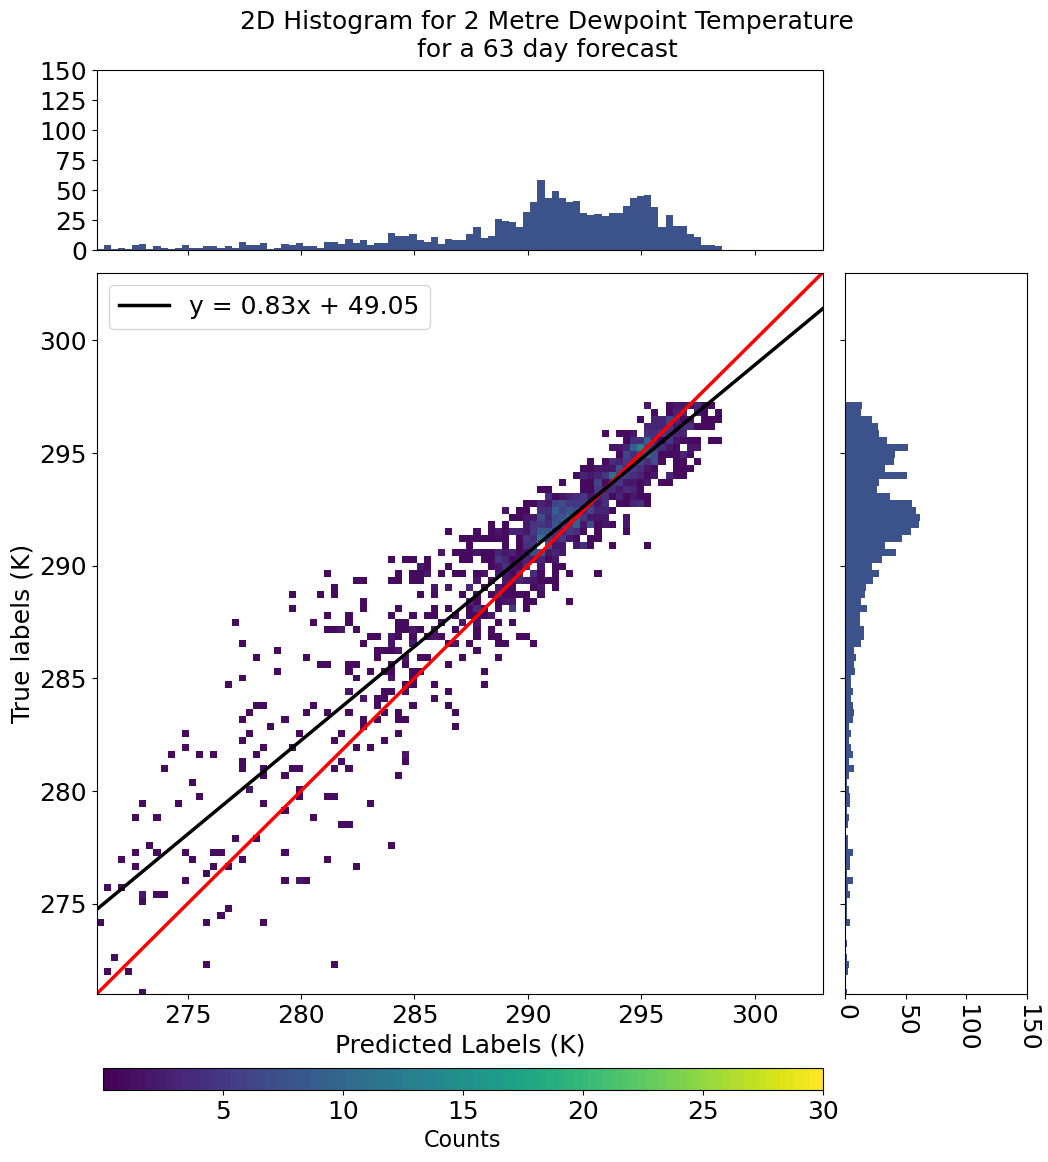 2D Histogram for 2 Metre Dewpoint Temperature
for a 63 day forecast
150
125
100
75
50
25
0
y = 0.83x + 49.05
300
295
290
285
280
275
True labels (K)
275 280 285 290 295 300
Predicted Labels (K)
0 50 100 150
5 10 15 20 25 30
Counts